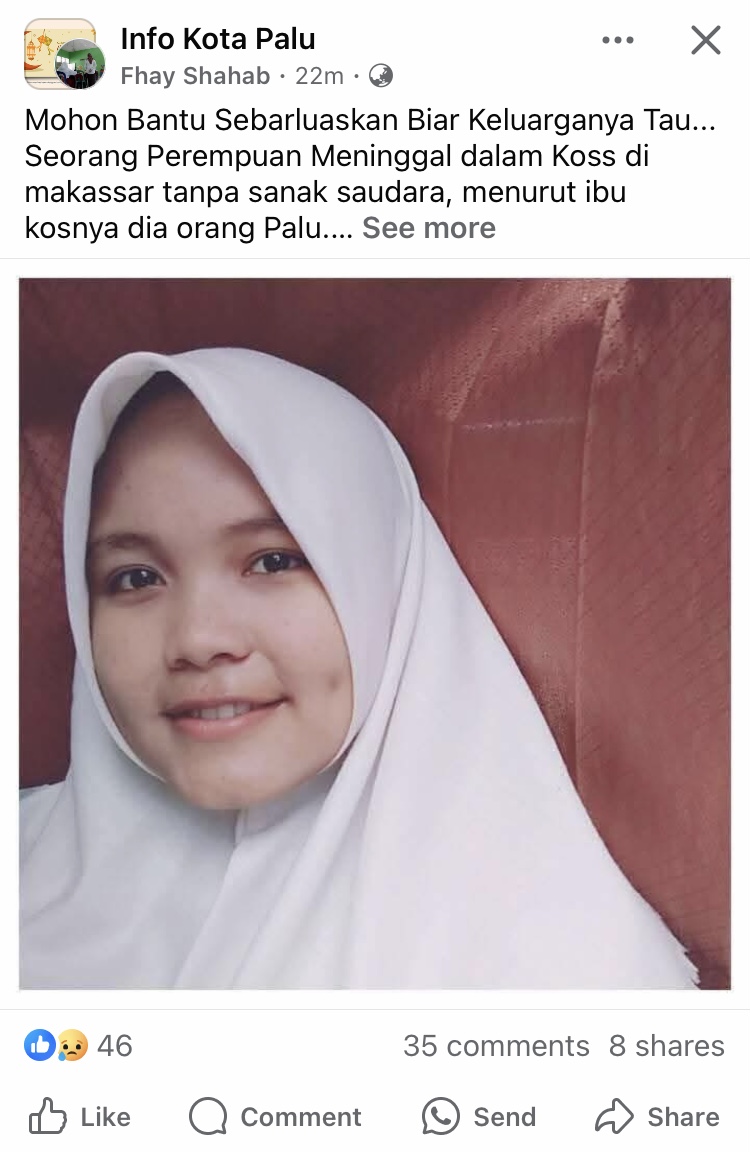 Info Kota Palu
Fhay Shahab · 22m ·
Mohon Bantu Sebarluaskan Biar Keluarganya Tau...
Seorang Perempuan Meninggal dalam Koss di
makassar tanpa sanak saudara, menurut ibu
kosnya dia orang Palu.... See more
46
35 comments 8 shares
Like
Comment
Send
Share